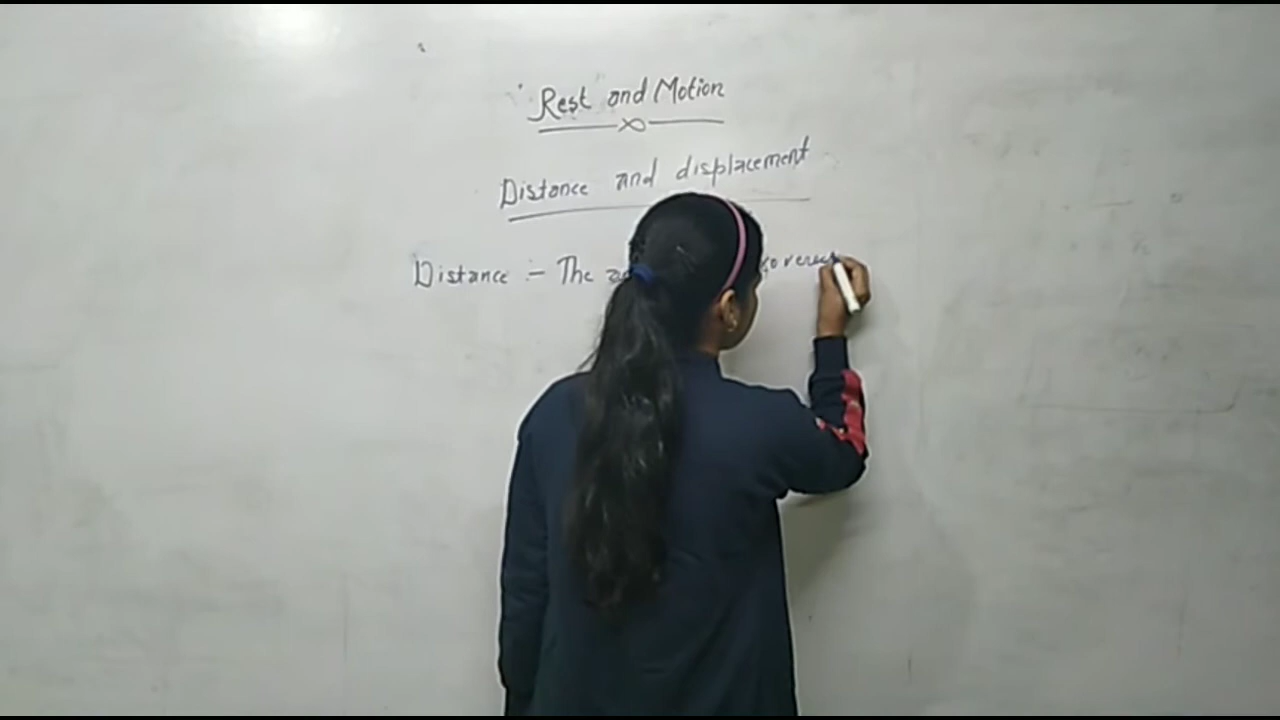 Rest and Motion
Distance and displacement
Distance :- The